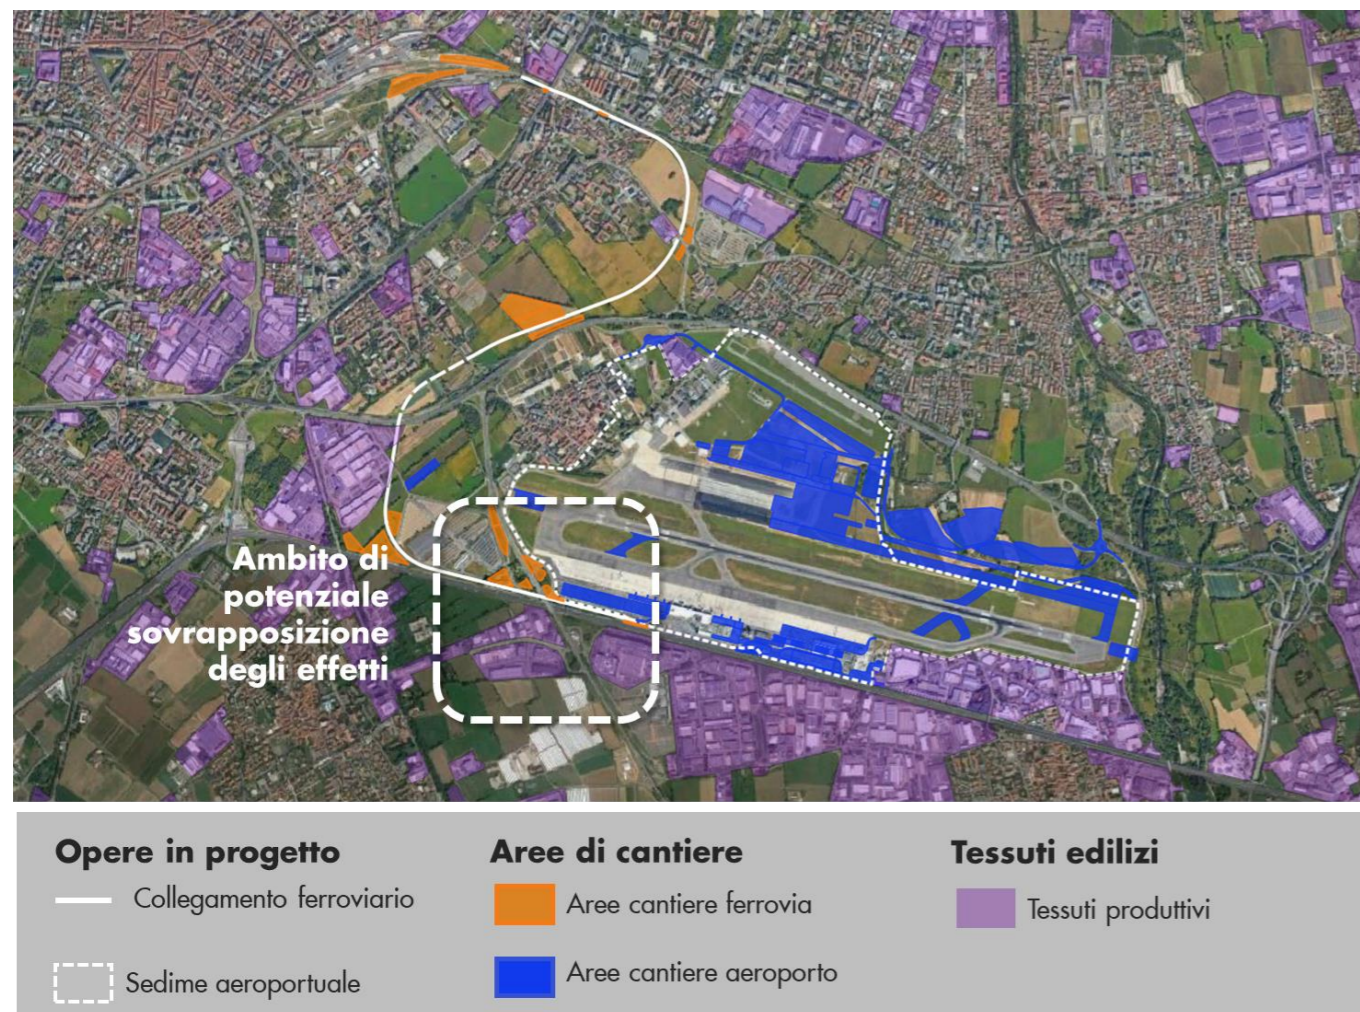 Ambito di
potenziale
sovrapposizione
degli effetti
Opere in progetto
Collegamento ferroviario
Sedime aeroportuale
Aree di cantiere
Aree cantiere ferrovia
Aree cantiere aeroporto
Tessuti edilizi
Tessuti produttivi